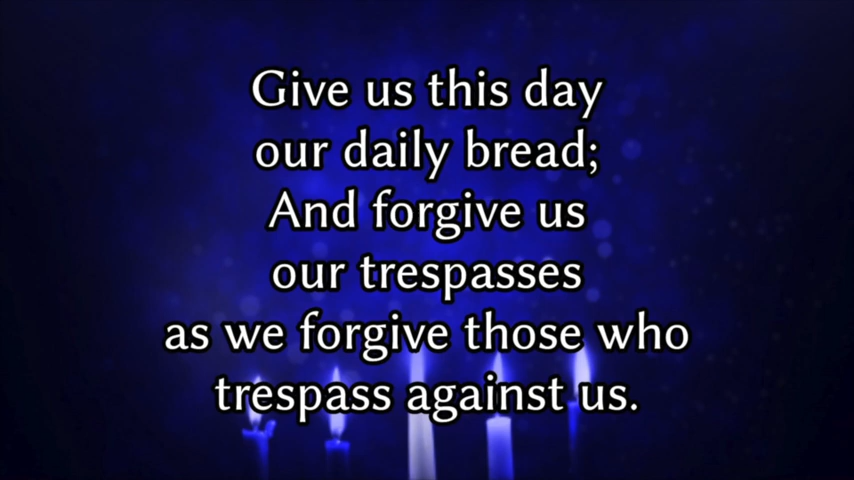 Give us this day
our daily bread;
And forgive us
our trespasses
as we forgive those who
trespass against us.